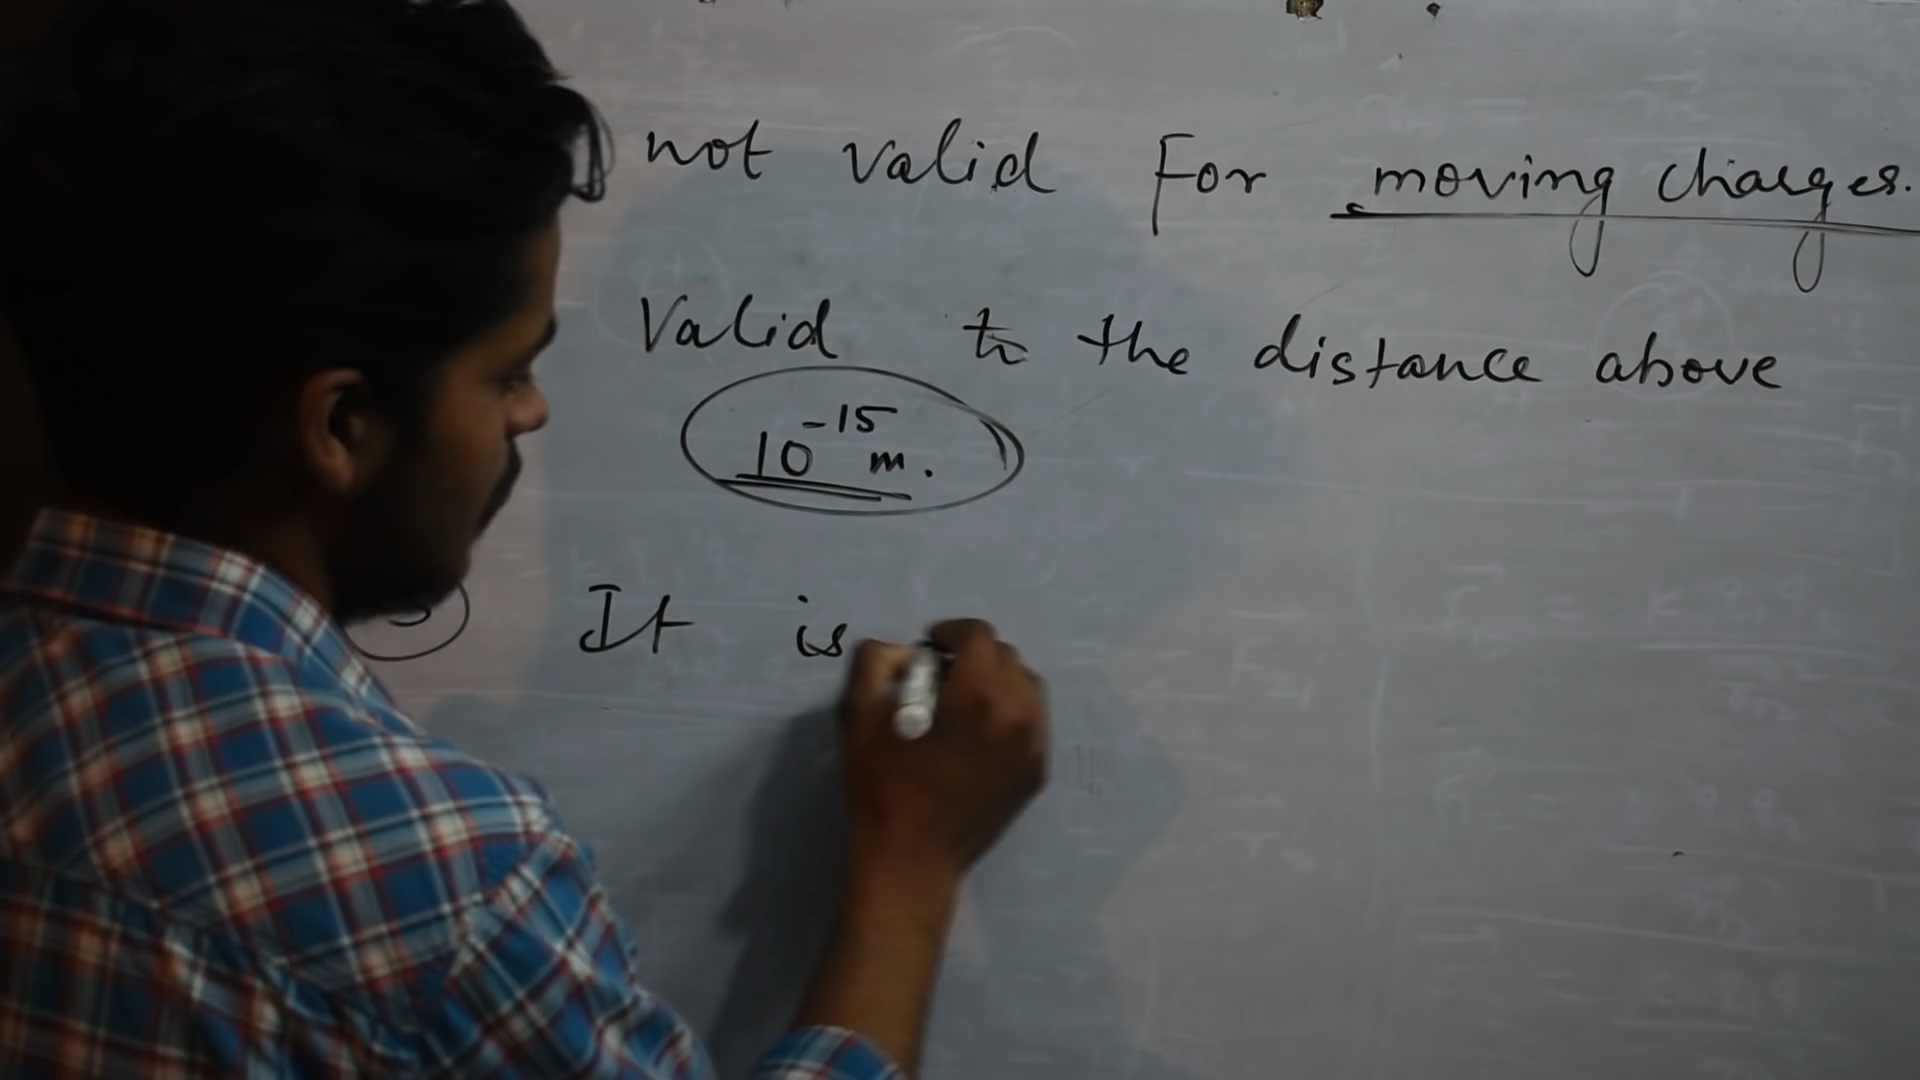 not valid For moving charges.
Valid to the distance above
10⁻¹⁵ m.
It is